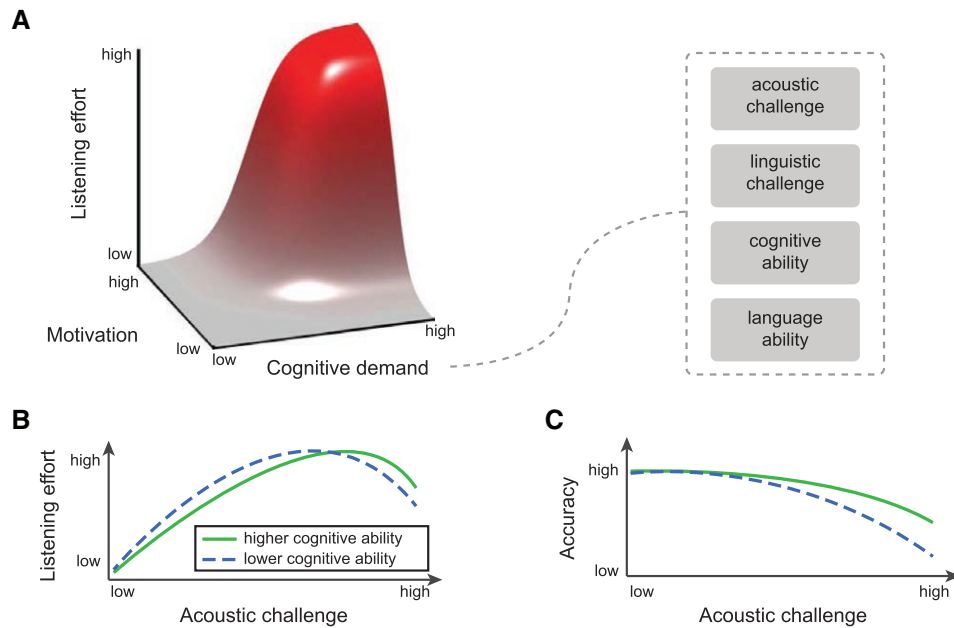 A
high
Listening effort
low
high
Motivation
low
low
high
Cognitive demand
acoustic
challenge
linguistic
challenge
cognitive
ability
language
ability
B
high
Listening effort
low
higher cognitive ability
lower cognitive ability
low
high
Acoustic challenge
C
high
Accuracy
low
low
high
Acoustic challenge